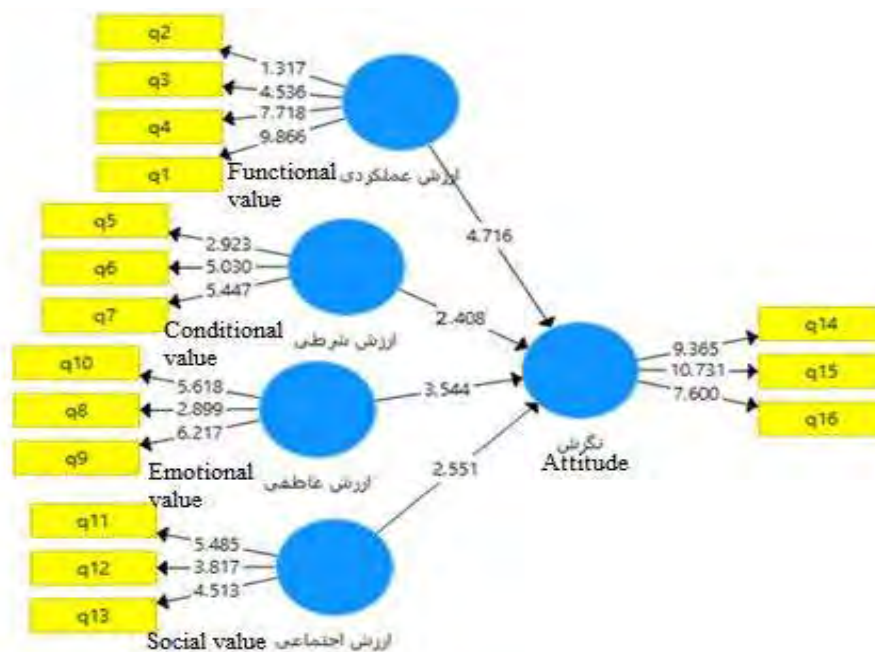 q2
q3
q4
q1
1.317
4.536
7.718
9.866
Functional value
ارزش عملکردی
4.716
q5
q6
q7
2.923
5.030
5.447
Conditional value
ارزش شرطی
2.408
q10
q8
q9
5.618
2.899
6.217
Emotional value
ارزش عاطفی
3.544
q11
q12
q13
5.485
3.817
4.513
Social value
ارزش اجتماعی
2.551
نگرش
Attitude
9.365
10.731
7.600
q14
q15
q16